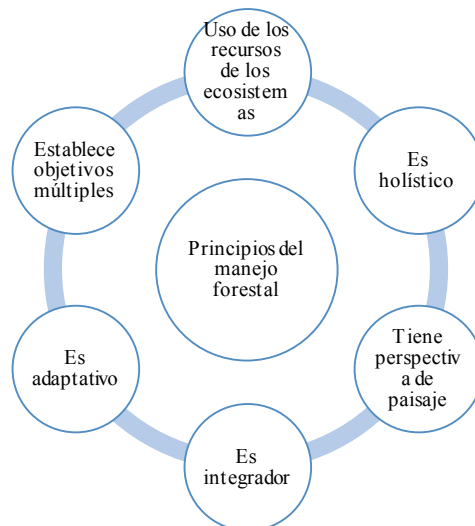 Uso de los
recursos
de los
ecosistem
as
Es
holístico
Tiene
perspectiv
a de
paisaje
Es
integrador
Es
adaptativo
Establece
objetivos
múltiples
Principios del
manejo
forestal